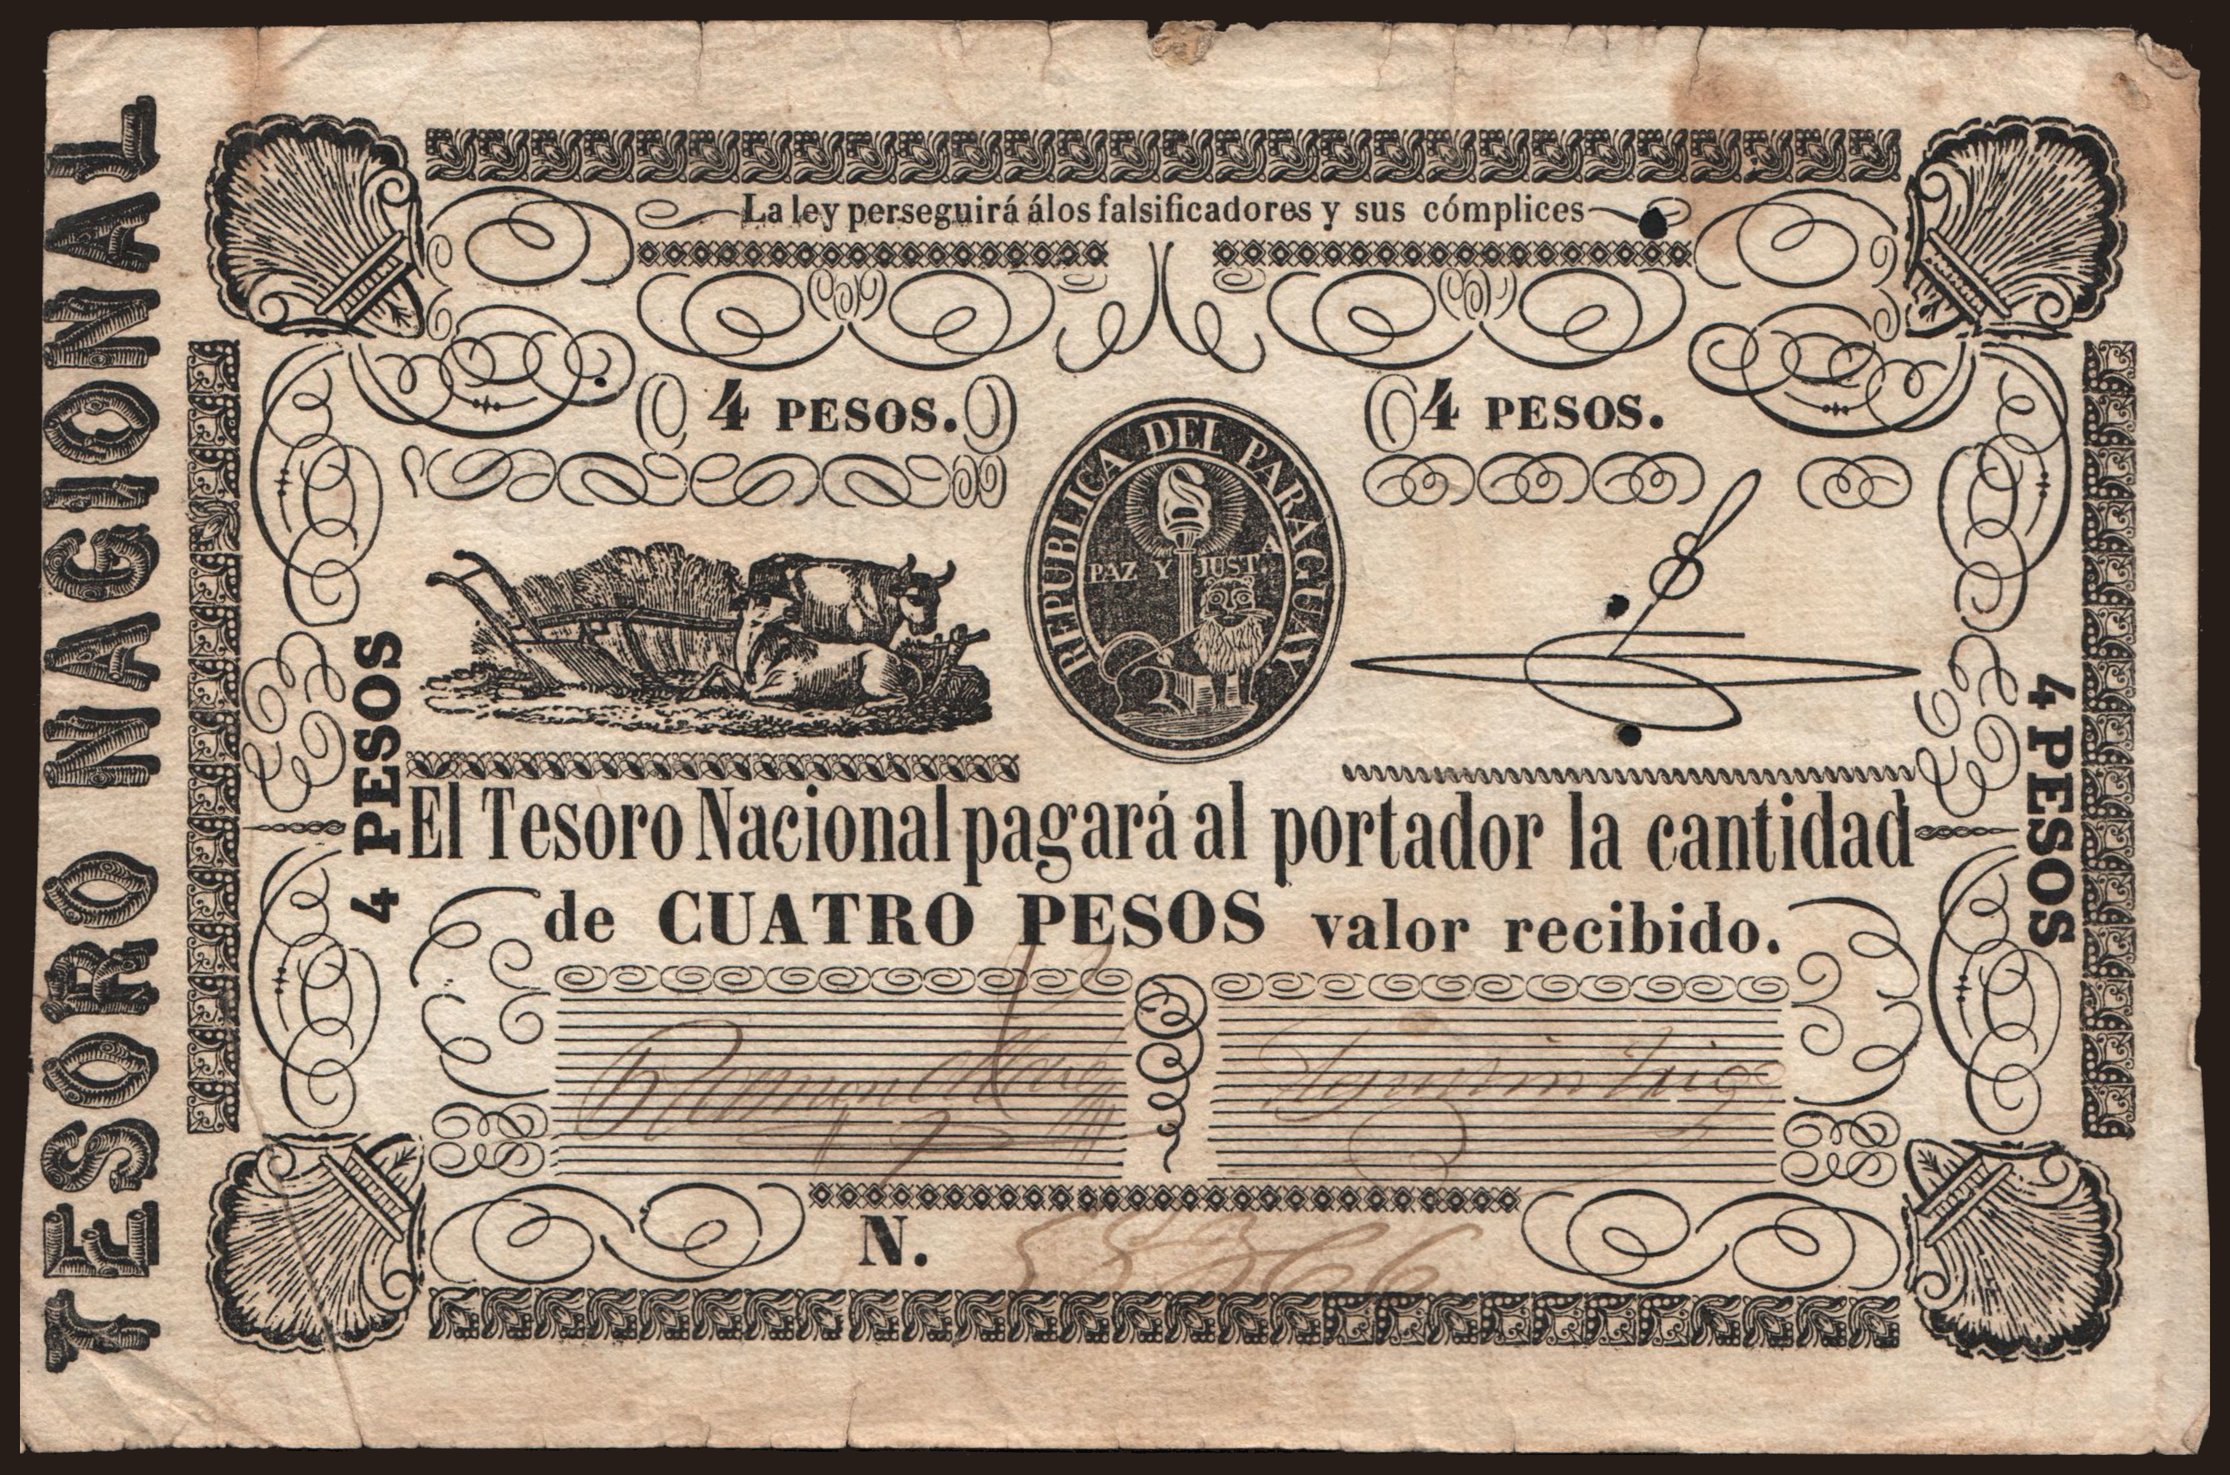 TESORO NACIONAL
La ley perseguirá álos falsificadores y sus cómplices
4 PESOS.
4 PESOS.
REPUBLICA DEL PARAGUAY
PAZ Y JUSTA
4 PESOS
4 PESOS
El Tesoro Nacional pagará al portador la cantidad
de CUATRO PESOS valor recibido.
N.